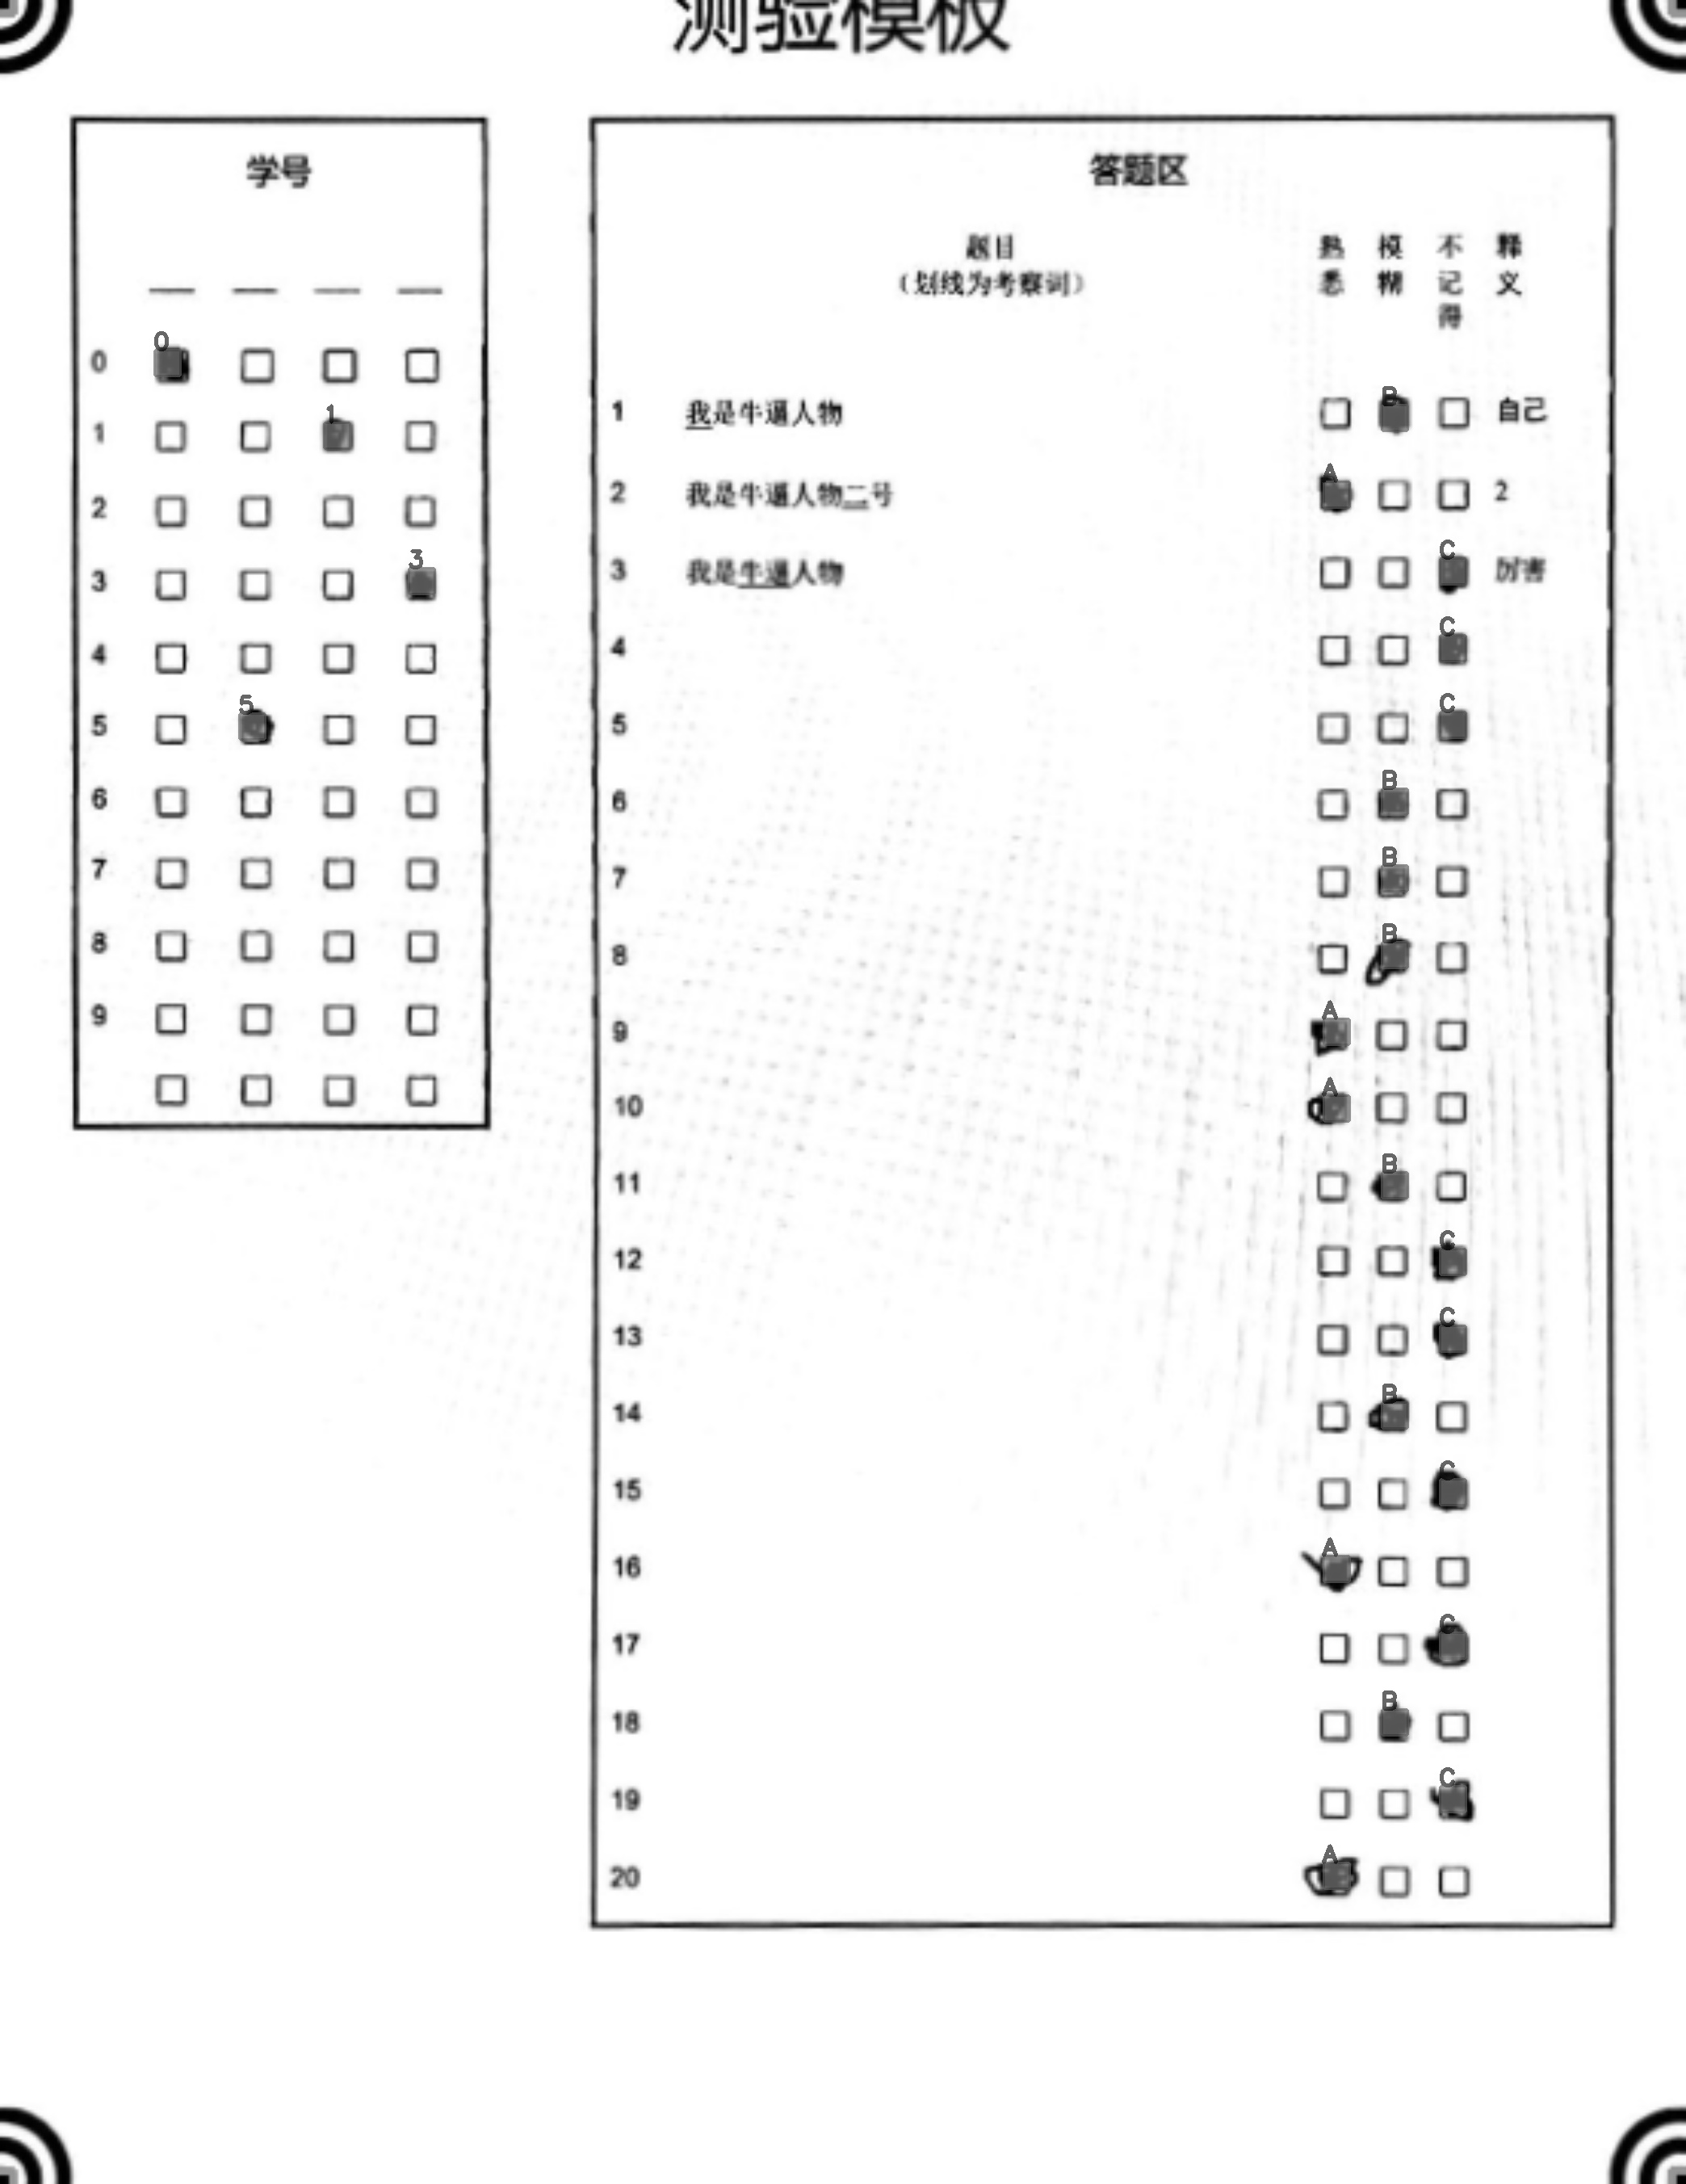 测验模板
学号
0
0
1
1
2
3
3
4
5
5
6
7
8
9
答题区
题目
(划线为考察词)
熟悉
模糊
不记得
释义
1 我是牛逼人物 B 自己
2 我是牛逼人物二号 A 2
3 我是牛逼人物 C 厉害
4 C
5 C
6 B
7 B
8 B
9 A
10 A
11 B
12 C
13 C
14 B
15 C
16 A
17 C
18 B
19 C
20 A